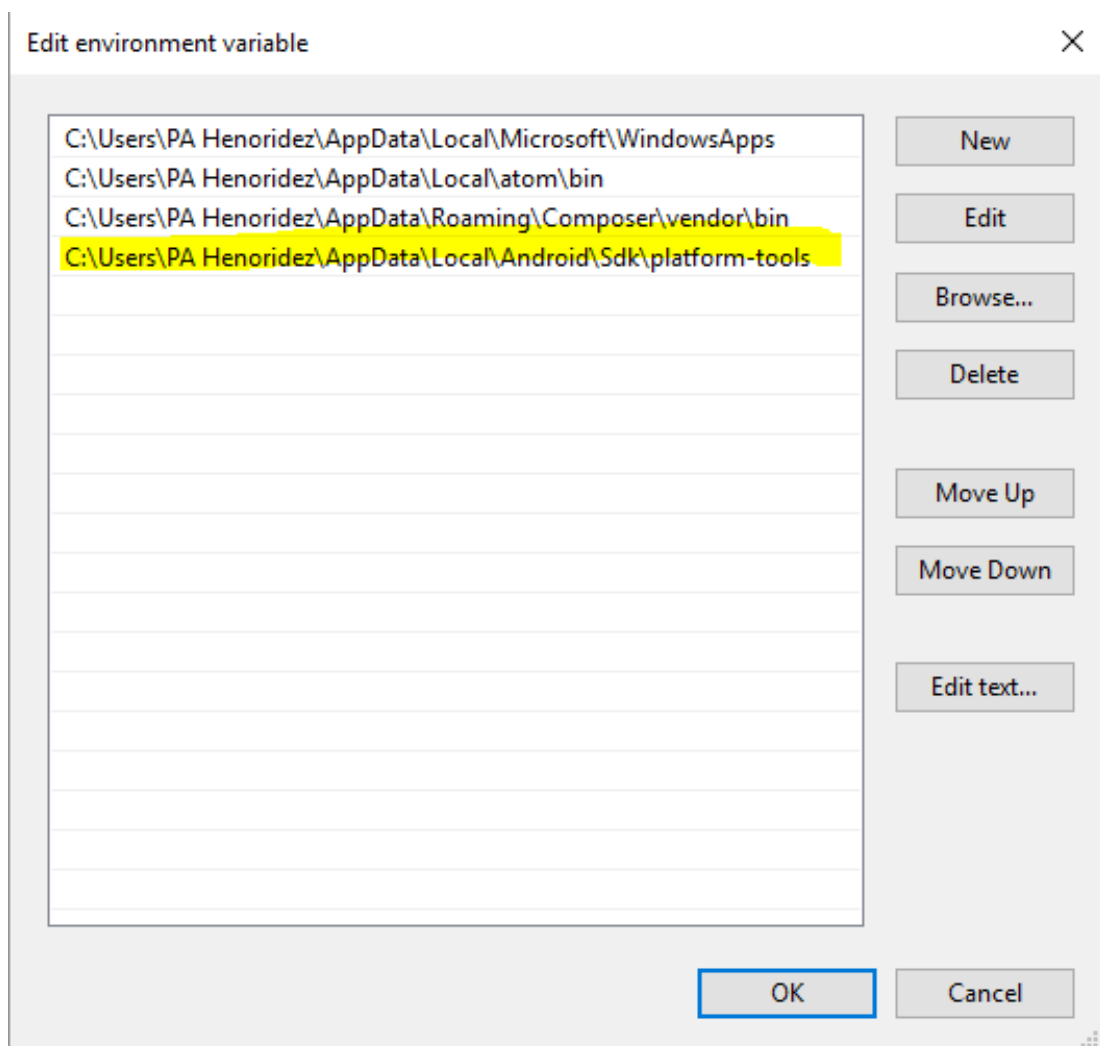 Edit environment variable
C:\Users\PA Henoridez\AppData\Local\Microsoft\WindowsApps
C:\Users\PA Henoridez\AppData\Local\atom\bin
C:\Users\PA Henoridez\AppData\Roaming\Composer\vendor\bin
C:\Users\PA Henoridez\AppData\Local\Android\Sdk\platform-tools
New
Edit
Browse...
Delete
Move Up
Move Down
Edit text...
OK
Cancel